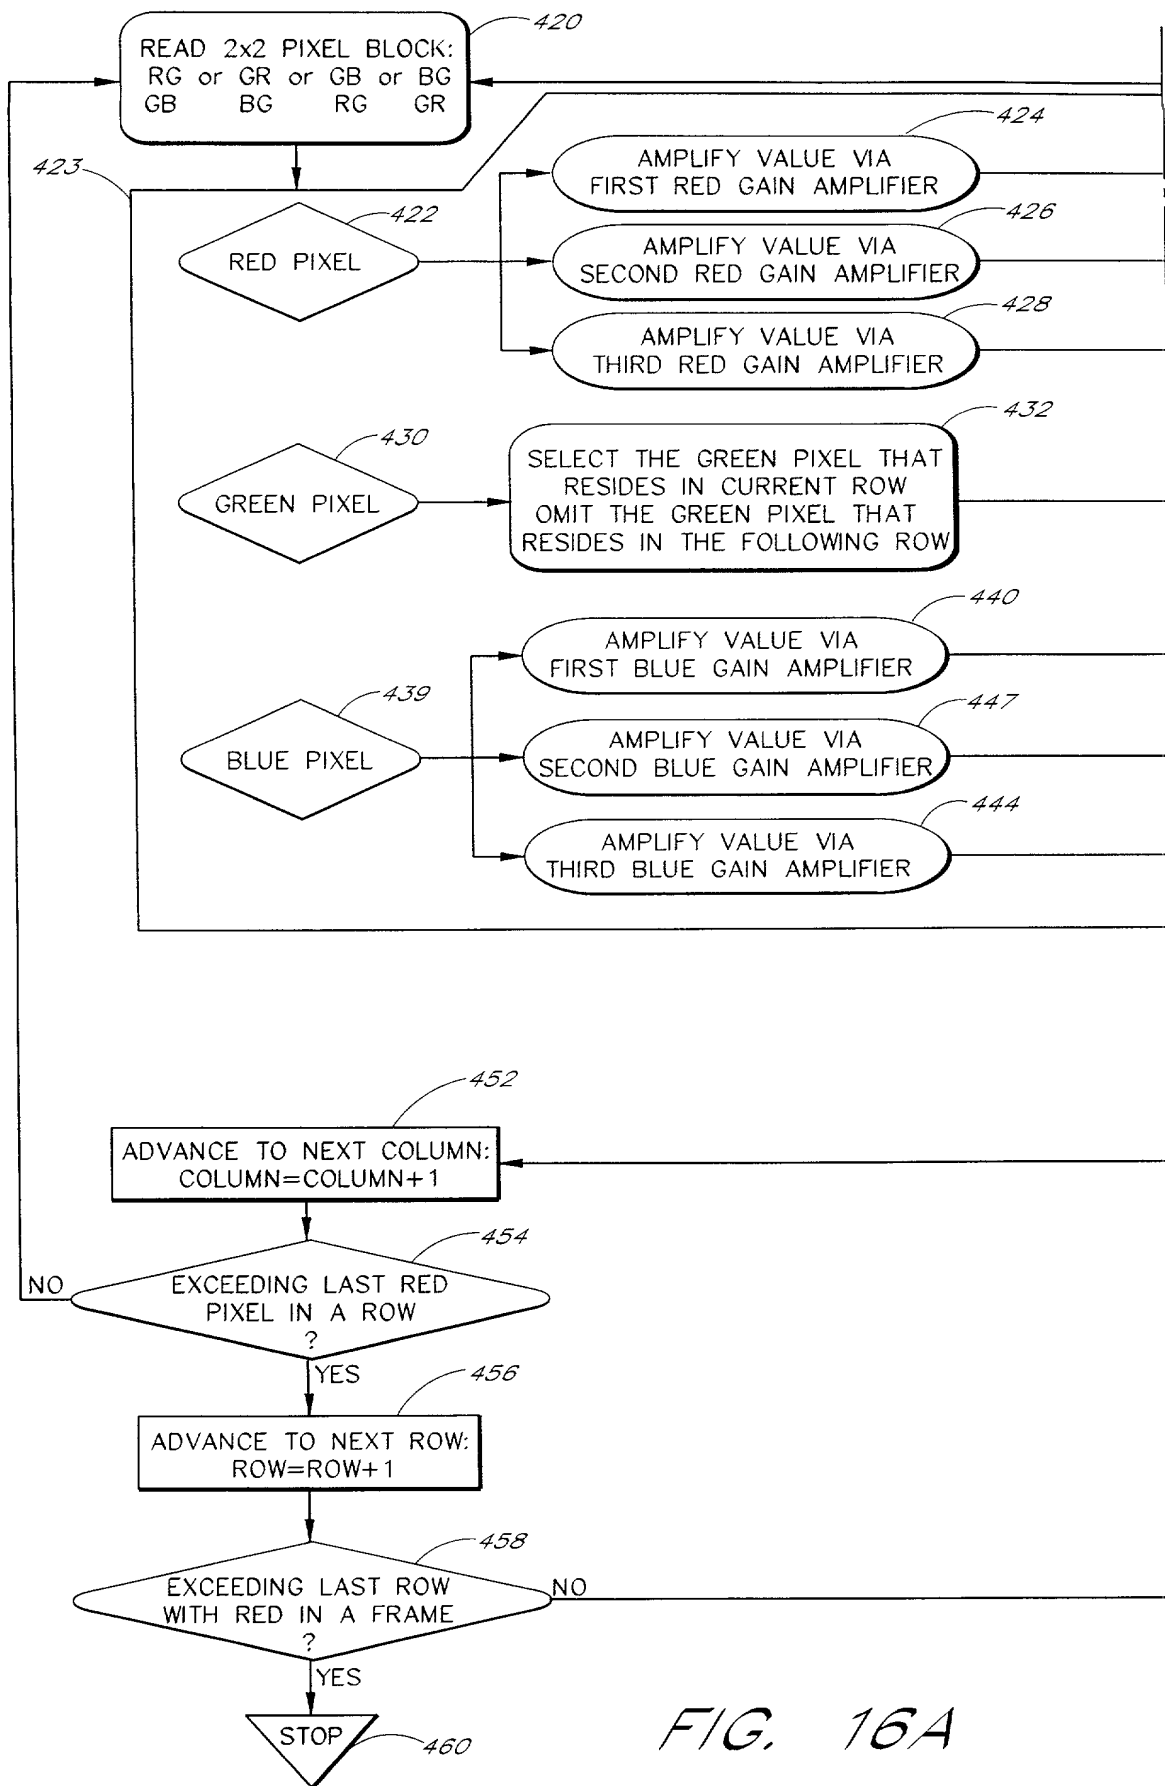 420
READ 2x2 PIXEL BLOCK:
RG or GR or GB or BG
GB BG RG GR
423
424
AMPLIFY VALUE VIA
FIRST RED GAIN AMPLIFIER
422
RED PIXEL
426
AMPLIFY VALUE VIA
SECOND RED GAIN AMPLIFIER
428
AMPLIFY VALUE VIA
THIRD RED GAIN AMPLIFIER
430
GREEN PIXEL
432
SELECT THE GREEN PIXEL THAT
RESIDES IN CURRENT ROW
OMIT THE GREEN PIXEL THAT
RESIDES IN THE FOLLOWING ROW
440
AMPLIFY VALUE VIA
FIRST BLUE GAIN AMPLIFIER
439
BLUE PIXEL
447
AMPLIFY VALUE VIA
SECOND BLUE GAIN AMPLIFIER
444
AMPLIFY VALUE VIA
THIRD BLUE GAIN AMPLIFIER
452
ADVANCE TO NEXT COLUMN:
COLUMN=COLUMN+1
454
NO
EXCEEDING LAST RED
PIXEL IN A ROW
?
YES
456
ADVANCE TO NEXT ROW:
ROW=ROW+1
458
EXCEEDING LAST ROW
WITH RED IN A FRAME
?
NO
YES
STOP
460
FIG. 16A